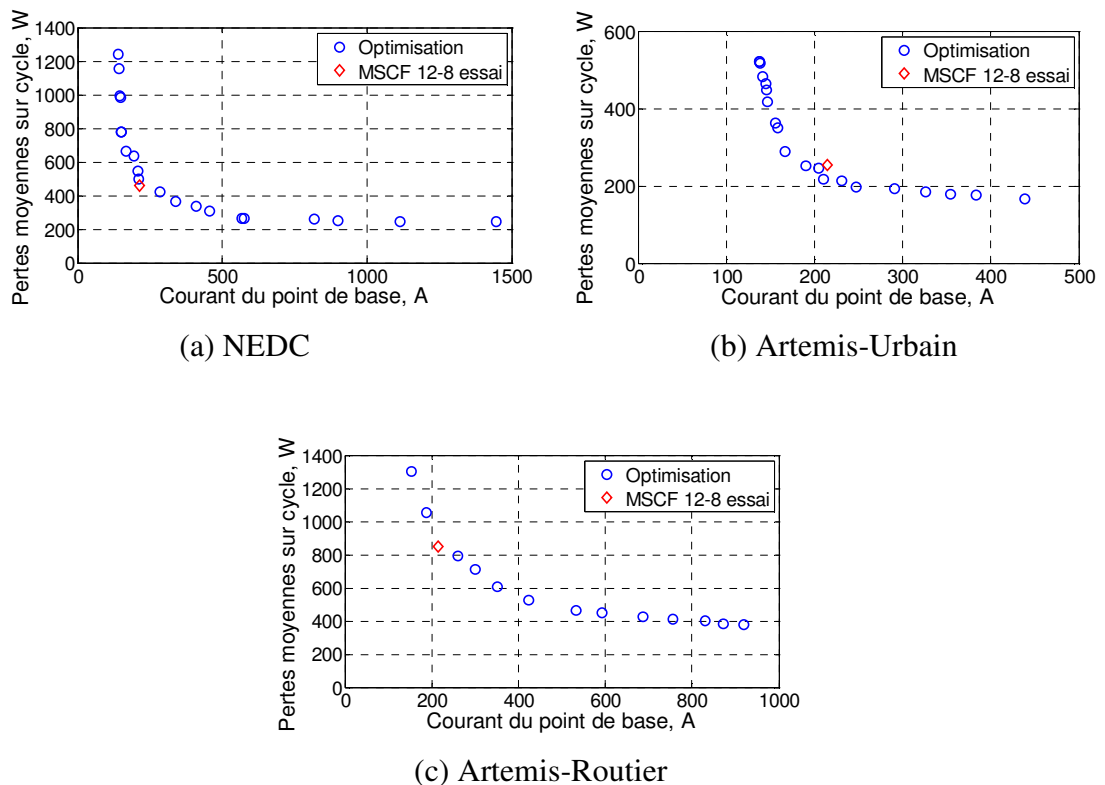 Pertes moyennes sur cycle, W
1400
1200
1000
800
600
400
200
0
0
500
1000
1500
Courant du point de base, A
Optimisation
MSCF 12-8 essai
(a) NEDC
Pertes moyennes sur cycle, W
600
400
200
0
0
100
200
300
400
500
Courant du point de base, A
Optimisation
MSCF 12-8 essai
(b) Artemis-Urbain
Pertes moyennes sur cycle, W
1400
1200
1000
800
600
400
200
0
0
200
400
600
800
1000
Courant du point de base, A
Optimisation
MSCF 12-8 essai
(c) Artemis-Routier